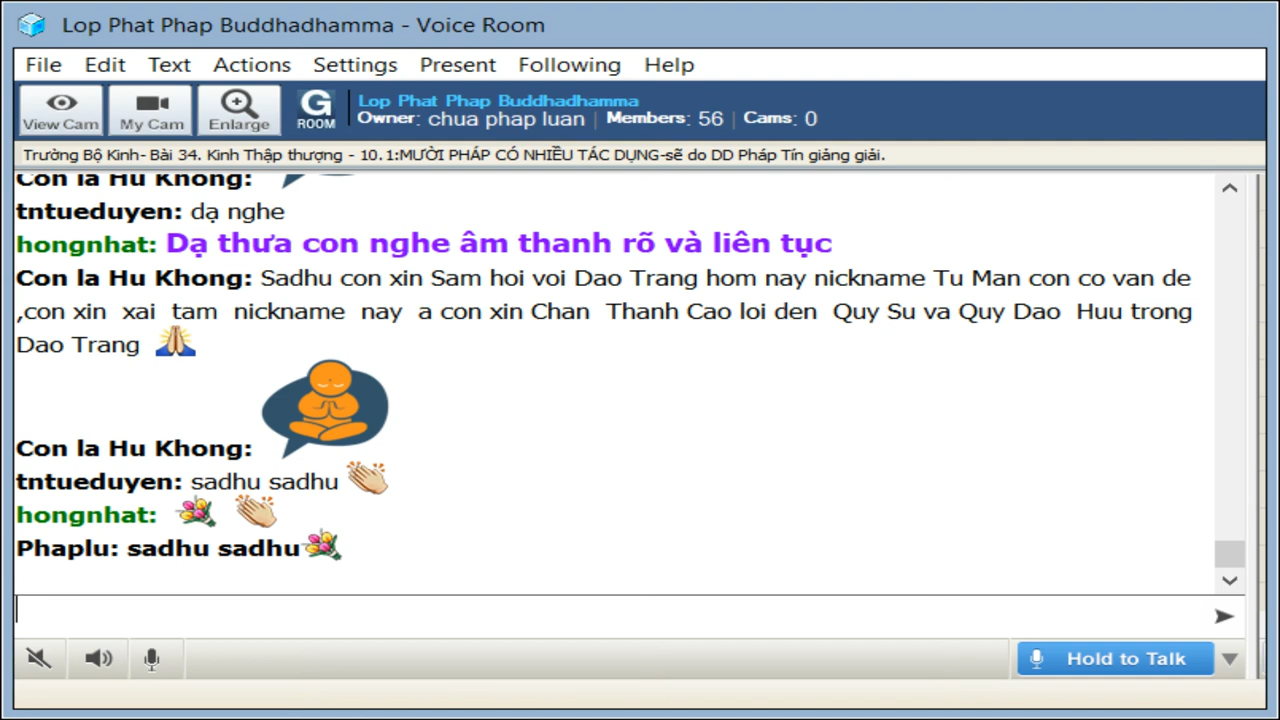 Lop Phat Phap Buddhadhamma - Voice Room
File Edit Text Actions Settings Present Following Help
View Cam My Cam Enlarge G ROOM
Lop Phat Phap Buddhadhamma
Owner: chua phap luan | Members: 56 | Cams: 0
Trường Bộ Kinh- Bài 34. Kinh Thập thượng - 10.1:MƯỜI PHÁP CÓ NHIỀU TÁC DỤNG-sẽ do DD Pháp Tín giảng giải.
Con la Hu Khong:
tntueduyen: dạ nghe
hongnhat: Dạ thưa con nghe âm thanh rõ và liên tục
Con la Hu Khong: Sadhu con xin Sam hoi voi Dao Trang hom nay nickname Tu Man con co van de
,con xin xai tam nickname nay a con xin Chan Thanh Cao loi den Quy Su va Quy Dao Huu trong
Dao Trang
Con la Hu Khong:
tntueduyen: sadhu sadhu
hongnhat:
Phaplu: sadhu sadhu
Hold to Talk